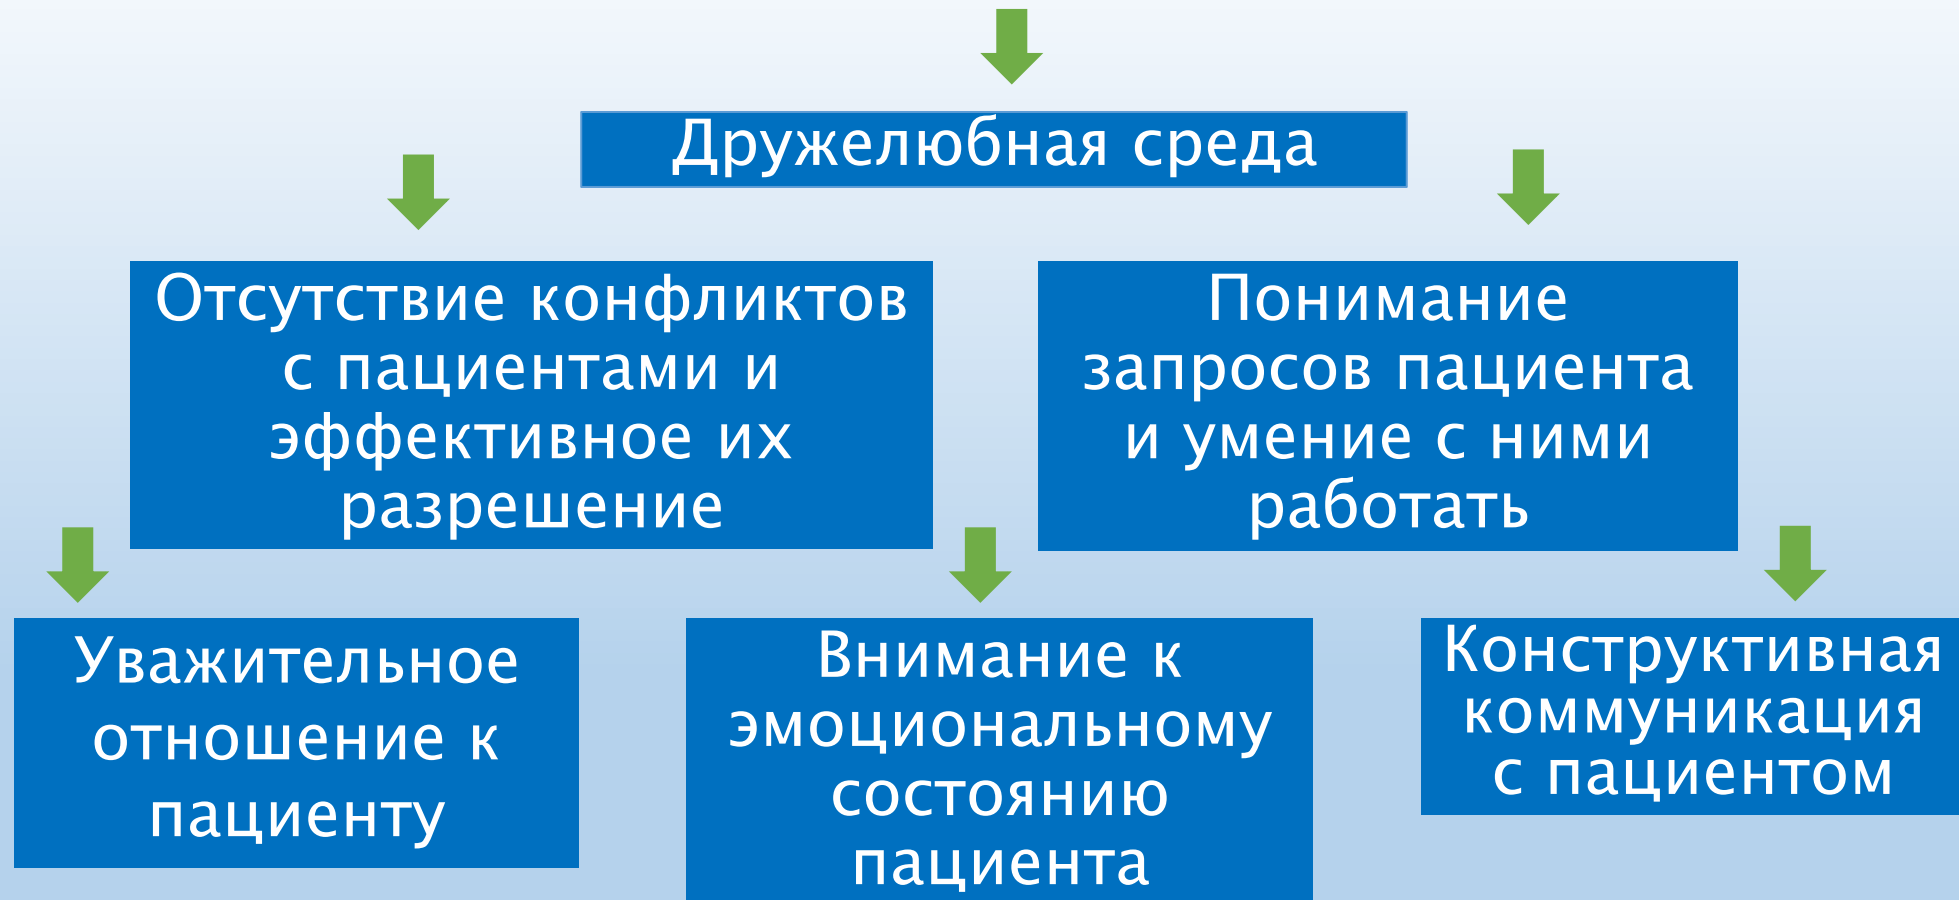 Дружелюбная среда
Отсутствие конфликтов
с пациентами и
эффективное их
разрешение
Понимание
запросов пациента
и умение с ними
работать
Уважительное
отношение к
пациенту
Внимание к
эмоциональному
состоянию
пациента
Конструктивная
коммуникация
с пациентом